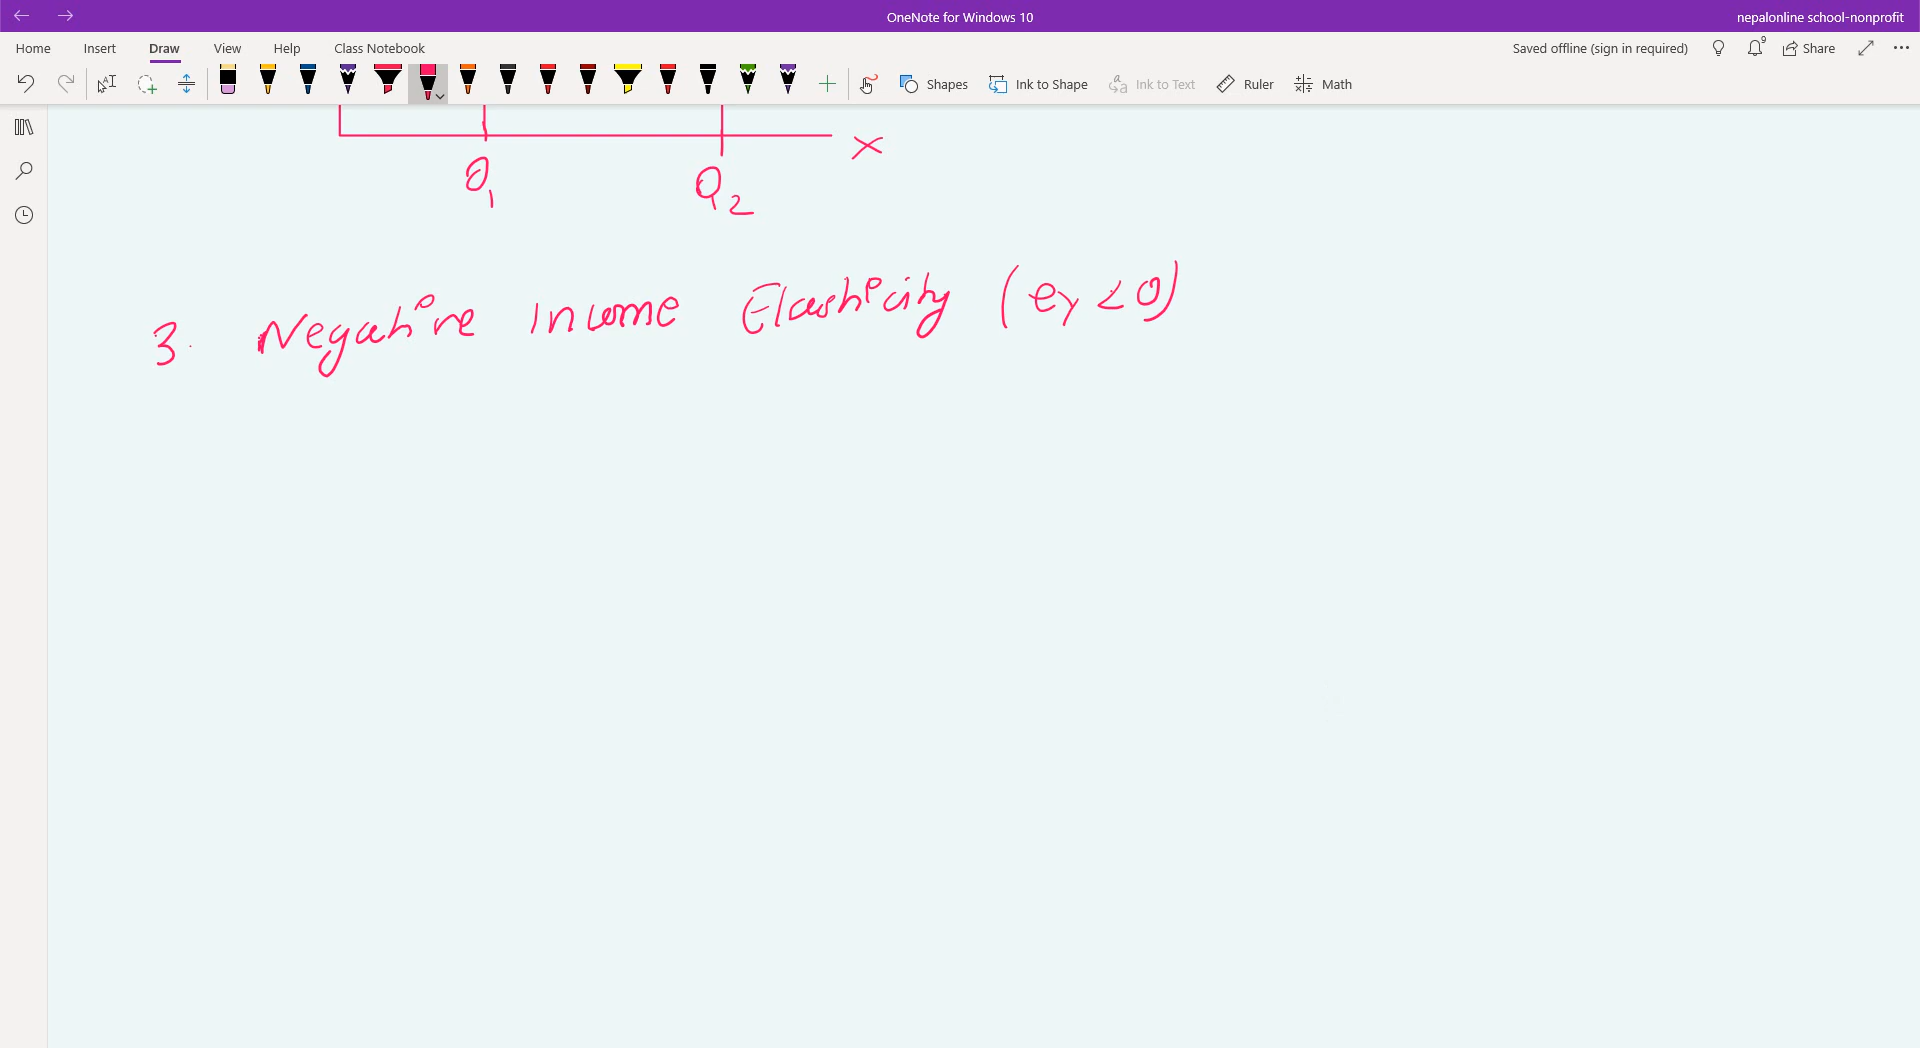 OneNote for Windows 10
nepalonline school-nonprofit
Home Insert Draw View Help Class Notebook
Saved offline (sign in required)
9
Share
Shapes
Ink to Shape
Ink to Text
Ruler
Math
X
Q1
Q2
3. Negative Income Elasticity (ey < 0)